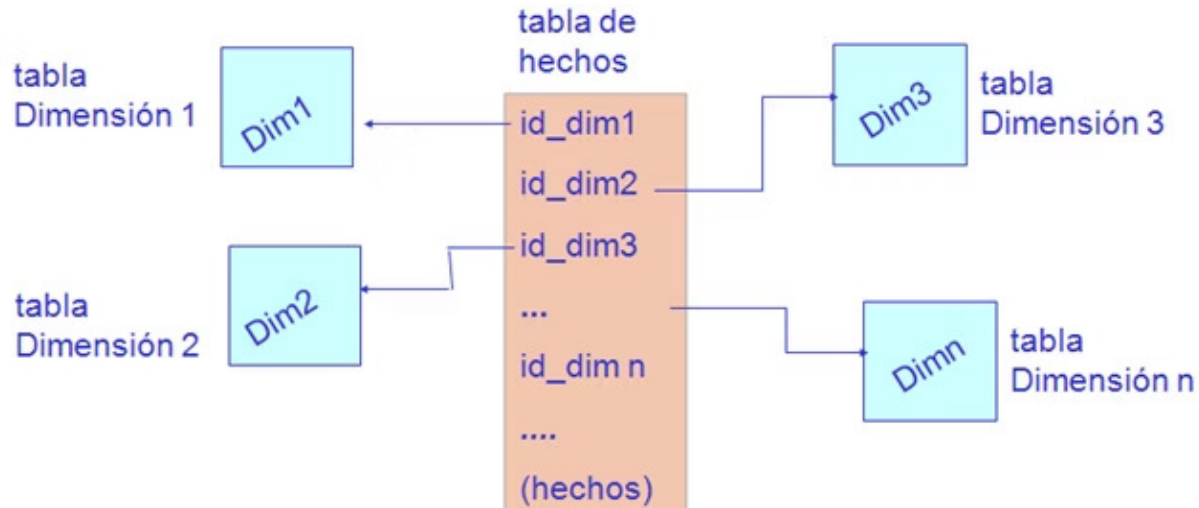 tabla de
hechos
tabla
Dimensión 1
Dim1
id_dim1
id_dim2
id_dim3
...
id_dim n
....
(hechos)
Dim3
tabla
Dimensión 3
tabla
Dimensión 2
Dim2
Dimn
tabla
Dimensión n